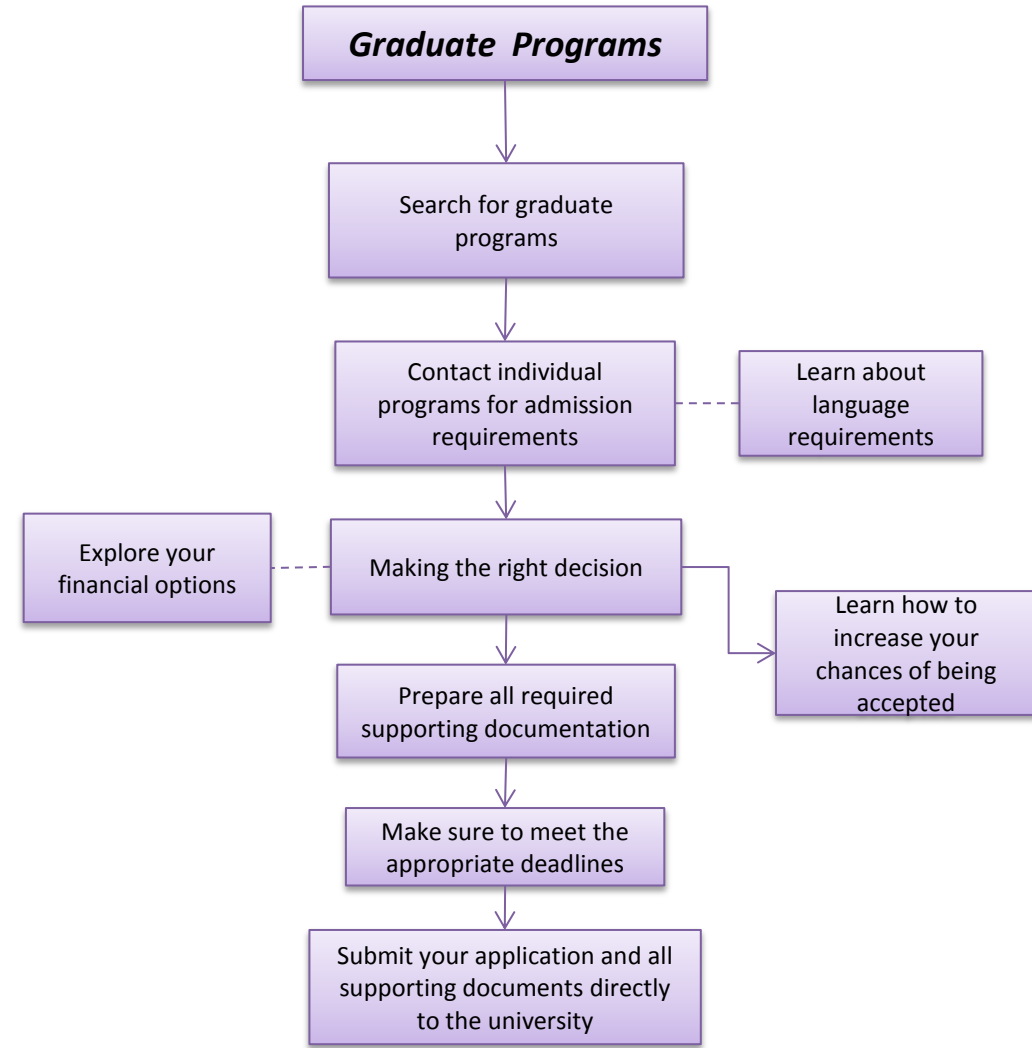 Graduate Programs
Search for graduate
programs
Contact individual
programs for admission
requirements
Learn about
language
requirements
Explore your
financial options
Making the right decision
Learn how to
increase your
chances of being
accepted
Prepare all required
supporting documentation
Make sure to meet the
appropriate deadlines
Submit your application and all
supporting documents directly
to the university